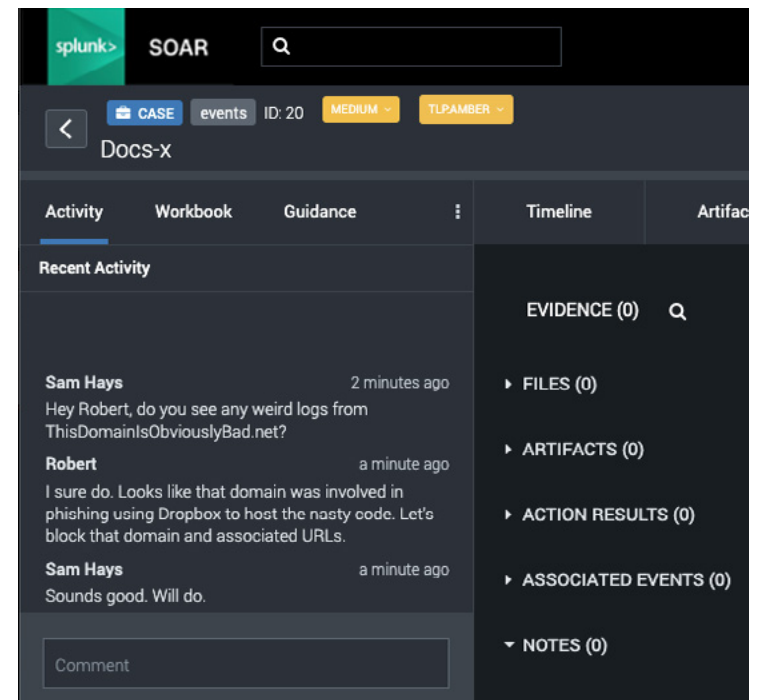 splunk> SOAR
CASE events ID: 20 MEDIUM TLP:AMBER
Docs-x
Activity Workbook Guidance
Timeline Artifac
Recent Activity
Sam Hays 2 minutes ago
Hey Robert, do you see any weird logs from
ThisDomainIsObviouslyBad.net?
Robert a minute ago
I sure do. Looks like that domain was involved in
phishing using Dropbox to host the nasty code. Let's
block that domain and associated URLs.
Sam Hays a minute ago
Sounds good. Will do.
Comment
EVIDENCE (0)
FILES (0)
ARTIFACTS (0)
ACTION RESULTS (0)
ASSOCIATED EVENTS (0)
NOTES (0)